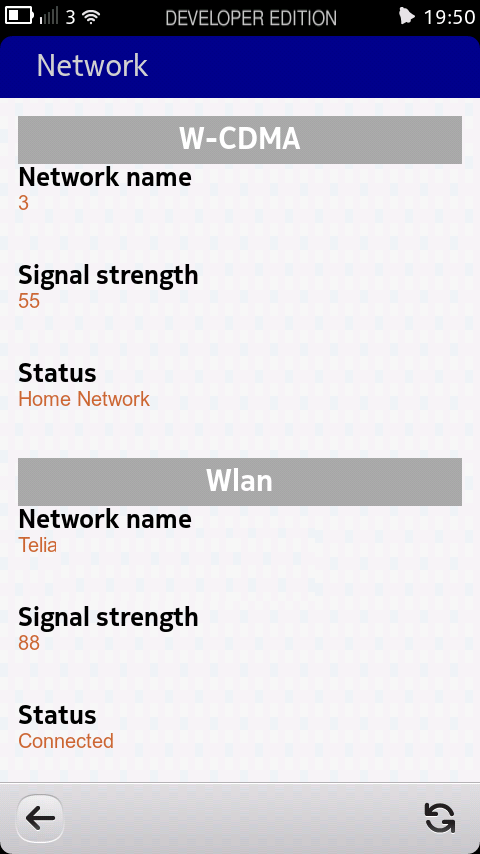 3 DEVELOPER EDITION 19:50
Network
W-CDMA
Network name
3
Signal strength
55
Status
Home Network
Wlan
Network name
Telia
Signal strength
88
Status
Connected